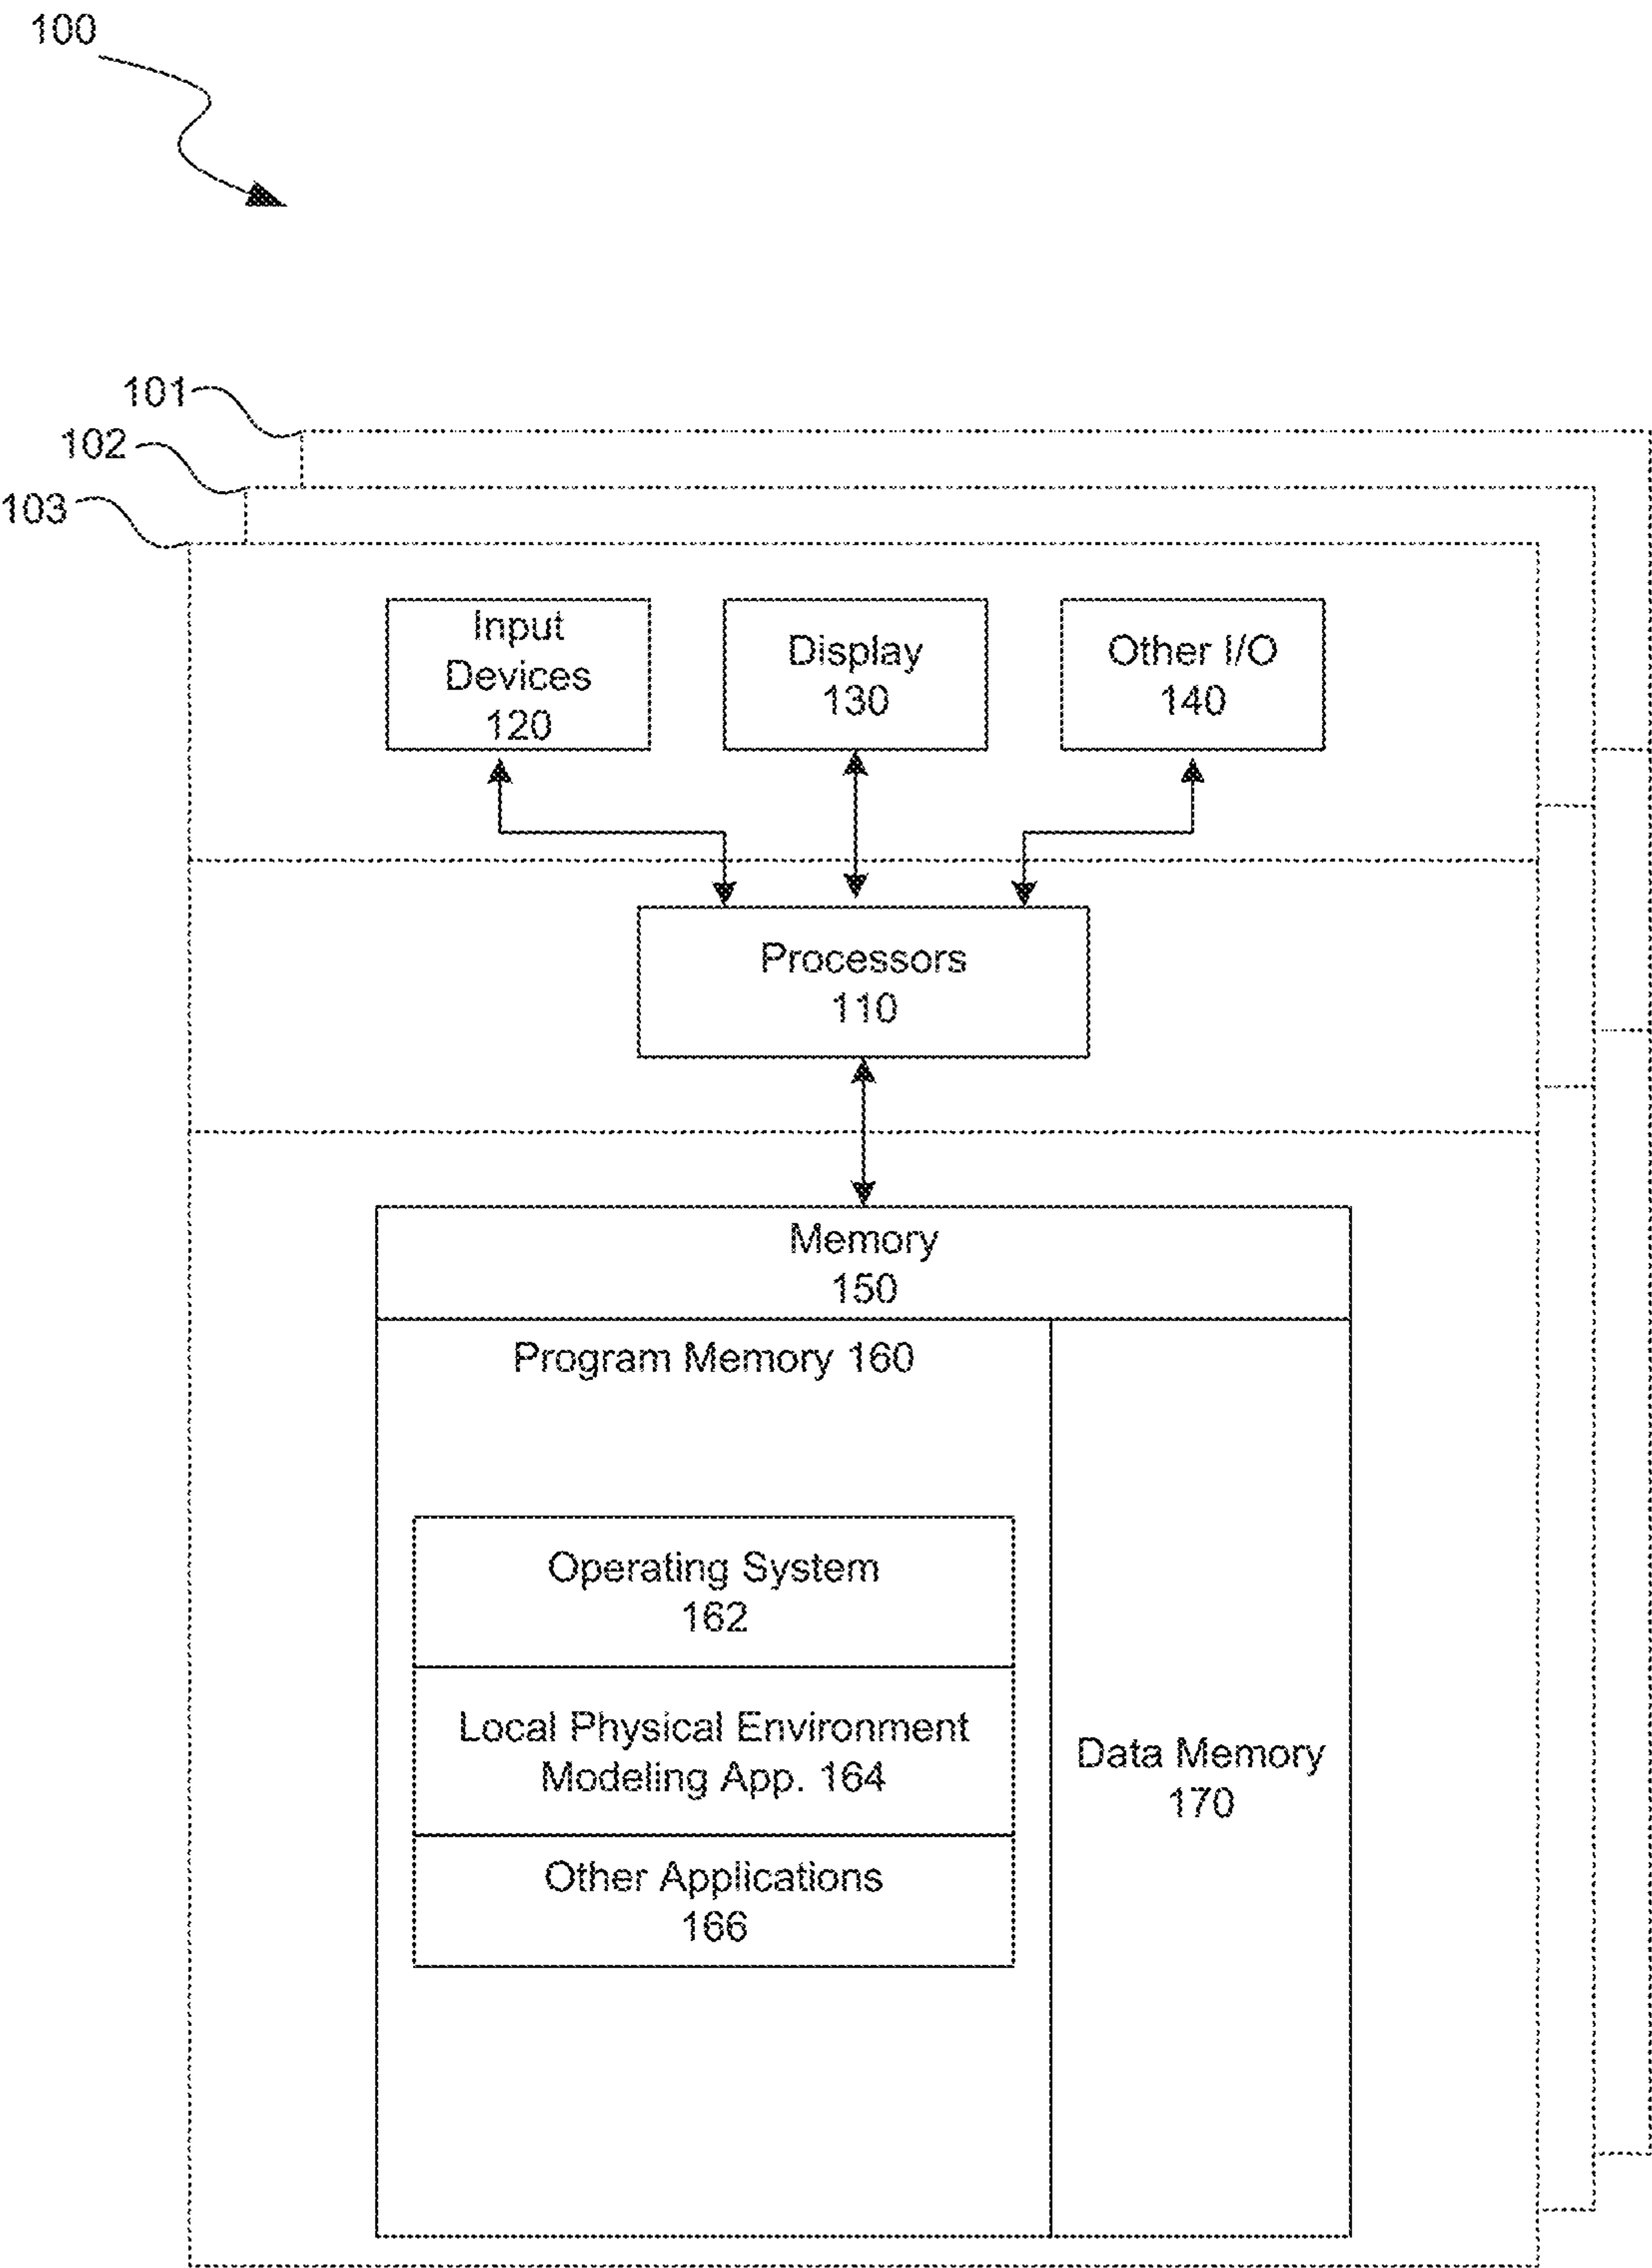 100
101
102
103
Input
Devices
120
Display
130
Other I/O
140
Processors
110
Memory
150
Program Memory 160
Operating System
162
Local Physical Environment
Modeling App. 164
Other Applications
166
Data Memory
170